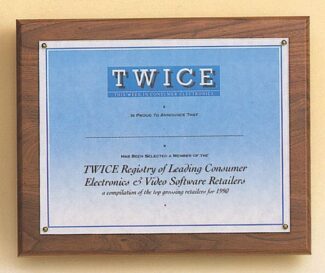 TWICE
THIS WEEK IN CONSUMER ELECTRONICS
IS PROUD TO ANNOUNCE THAT
HAS BEEN SELECTED A MEMBER OF THE
TWICE Registry of Leading Consumer
Electronics & Video Software Retailers
a compilation of the top grossing retailers for 1990